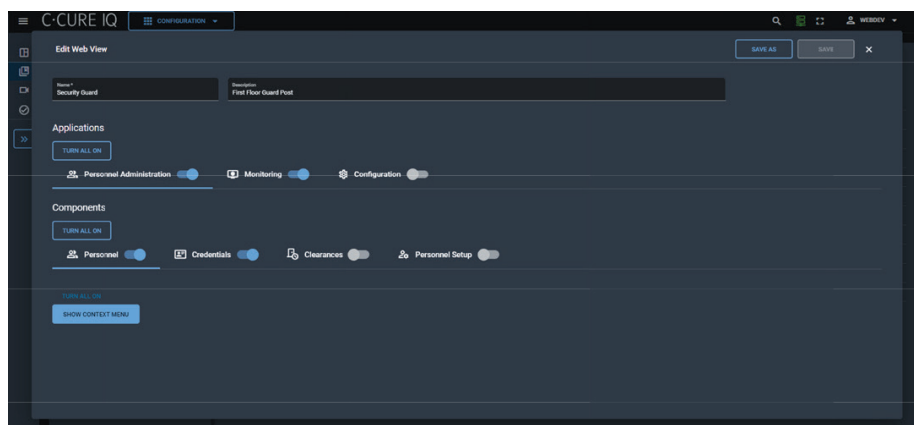 C•CURE IQ CONFIGURATION WEBDEV
Edit Web View SAVE AS SAVE
Name * Description
Security Guard First Floor Guard Post
Applications
TURN ALL ON
Personnel Administration Monitoring Configuration
Components
TURN ALL ON
Personnel Credentials Clearances Personnel Setup
TURN ALL ON
SHOW CONTEXT MENU